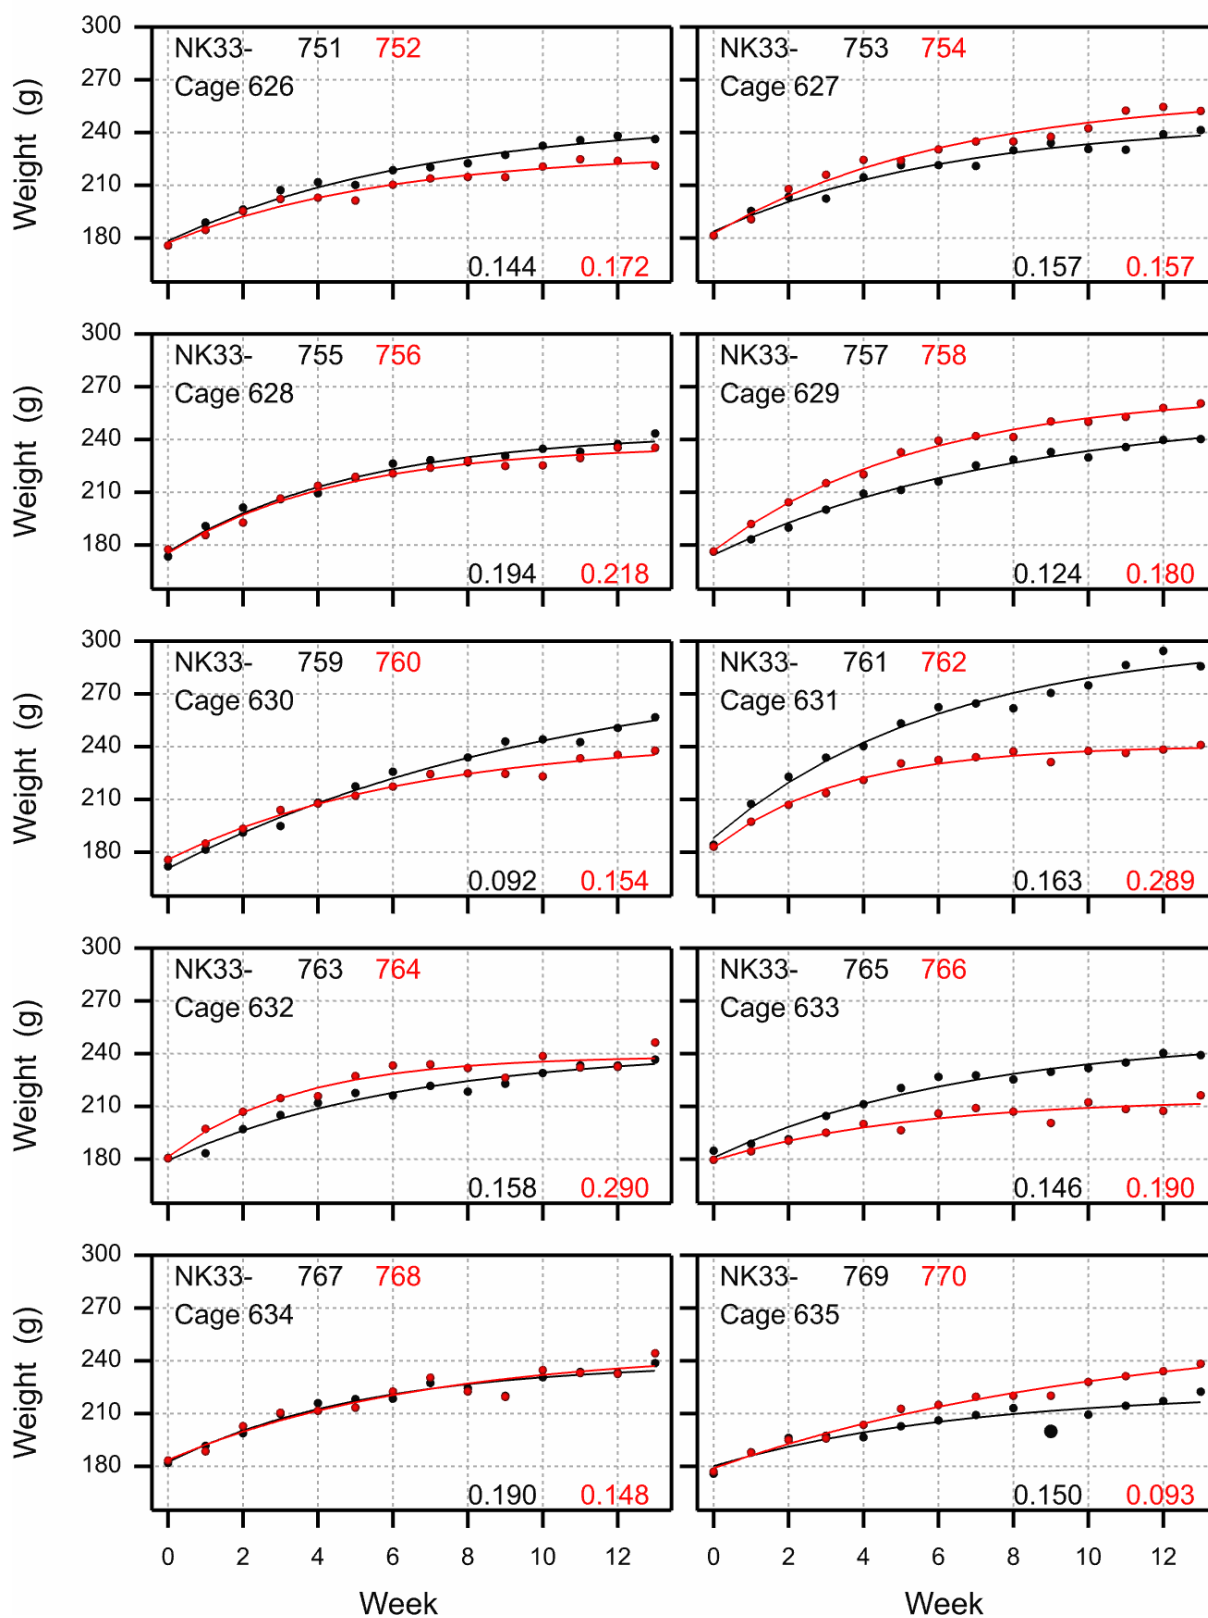 300
270
240
210
180
Weight (g)
NK33- 751 752
Cage 626
0.144 0.172
NK33- 753 754
Cage 627
0.157 0.157
300
270
240
210
180
Weight (g)
NK33- 755 756
Cage 628
0.194 0.218
NK33- 757 758
Cage 629
0.124 0.180
300
270
240
210
180
Weight (g)
NK33- 759 760
Cage 630
0.092 0.154
NK33- 761 762
Cage 631
0.163 0.289
300
270
240
210
180
Weight (g)
NK33- 763 764
Cage 632
0.158 0.290
NK33- 765 766
Cage 633
0.146 0.190
300
270
240
210
180
Weight (g)
NK33- 767 768
Cage 634
0.190 0.148
NK33- 769 770
Cage 635
0.150 0.093
0 2 4 6 8 10 12
Week
0 2 4 6 8 10 12
Week